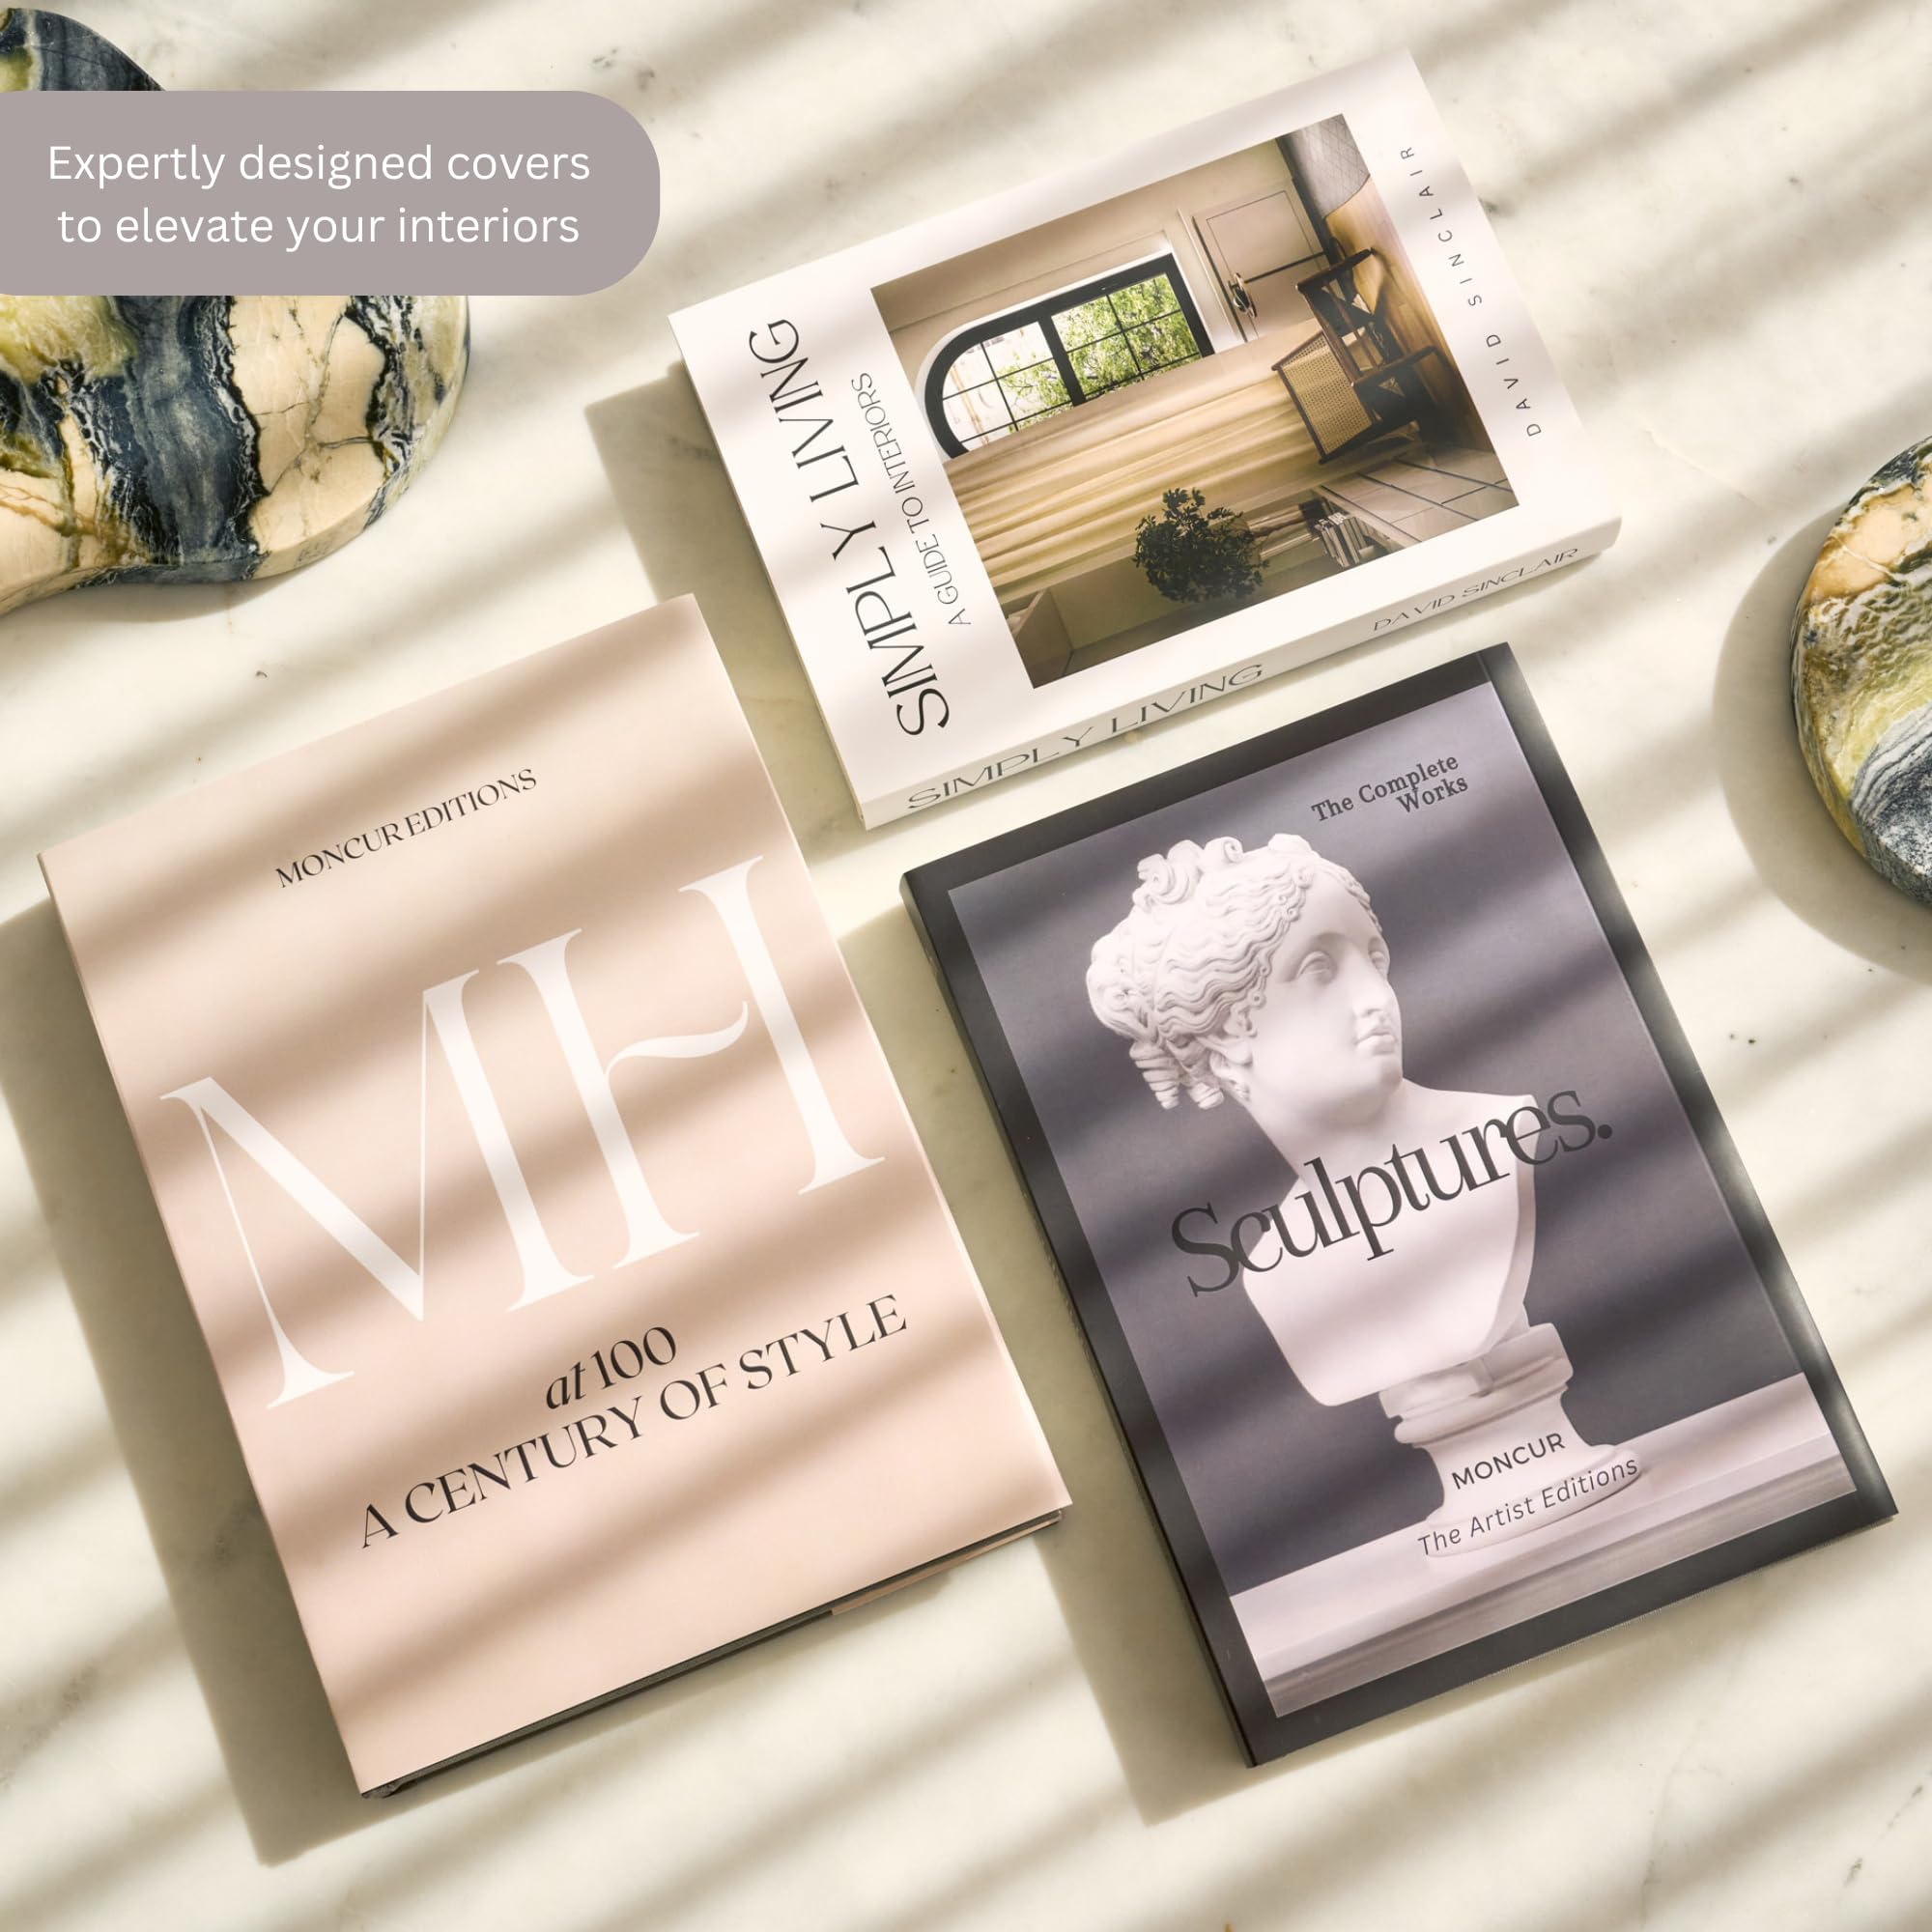 Expertly designed covers
to elevate your interiors
SIMPLY LIVING
A GUIDE TO INTERIORS
DAVID SINCLAIR
SIMPLY LIVING
DAVID SINCLAIR
MONCUR EDITIONS
MH
at 100
A CENTURY OF STYLE
The Complete
Works
Sculptures.
MONCUR
The Artist Editions